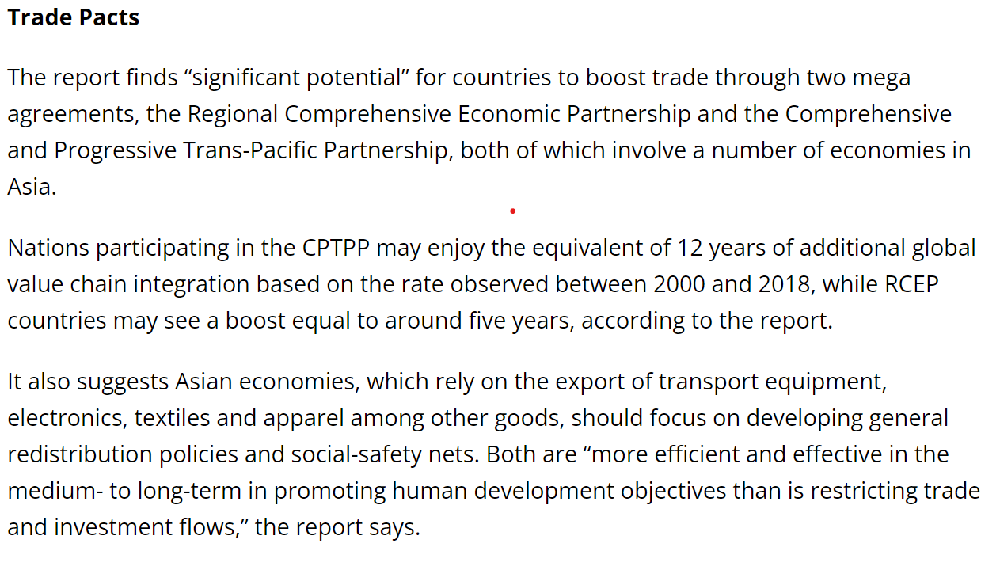 Trade Pacts
The report finds “significant potential” for countries to boost trade through two mega
agreements, the Regional Comprehensive Economic Partnership and the Comprehensive
and Progressive Trans-Pacific Partnership, both of which involve a number of economies in
Asia.
Nations participating in the CPTPP may enjoy the equivalent of 12 years of additional global
value chain integration based on the rate observed between 2000 and 2018, while RCEP
countries may see a boost equal to around five years, according to the report.
It also suggests Asian economies, which rely on the export of transport equipment,
electronics, textiles and apparel among other goods, should focus on developing general
redistribution policies and social-safety nets. Both are “more efficient and effective in the
medium- to long-term in promoting human development objectives than is restricting trade
and investment flows,” the report says.